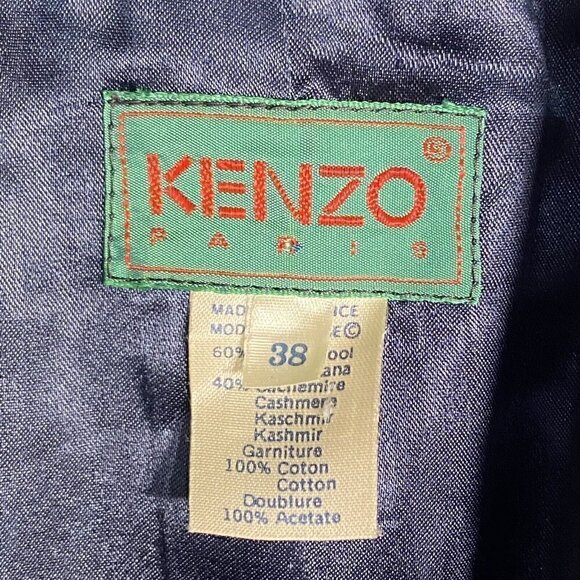 KENZO
PARIS
MAD ICE
MOD E©
60% ool
38
ana
40% Cachemire
Cashmere
Kaschmir
Kashmir
Garniture
100% Coton
Cotton
Doublure
100% Acetate